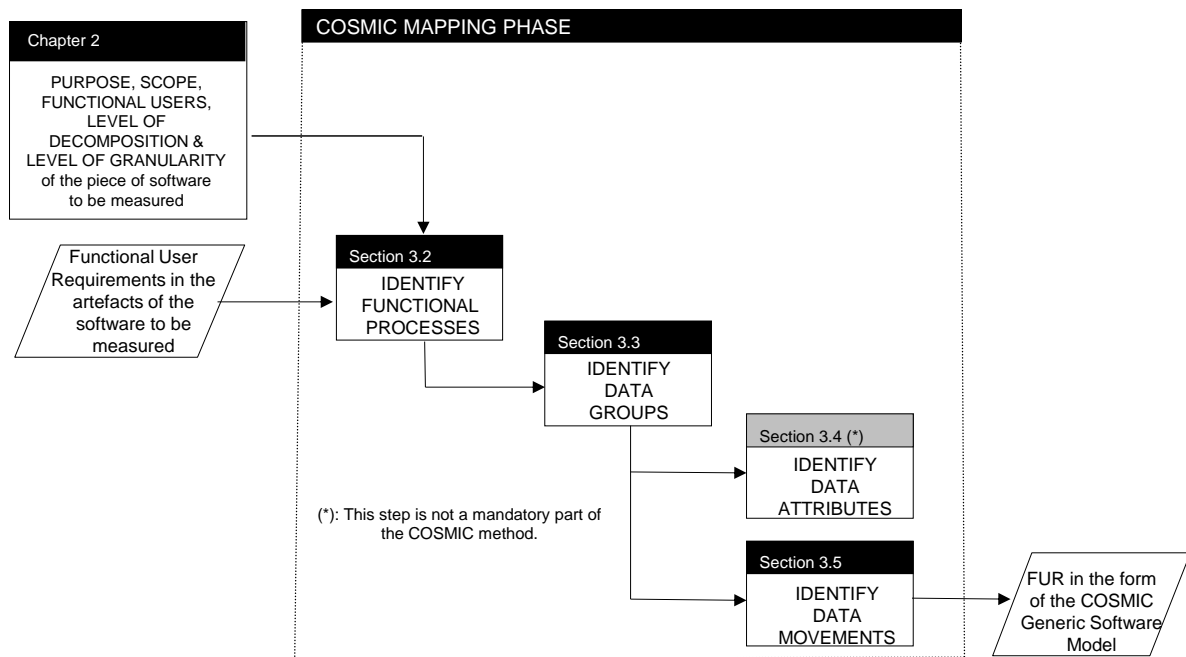 COSMIC MAPPING PHASE
Chapter 2
PURPOSE, SCOPE,
FUNCTIONAL USERS,
LEVEL OF
DECOMPOSITION &
LEVEL OF GRANULARITY
of the piece of software
to be measured
Functional User
Requirements in the
artefacts of the
software to be
measured
Section 3.2
IDENTIFY
FUNCTIONAL
PROCESSES
Section 3.3
IDENTIFY
DATA
GROUPS
Section 3.4 (*)
IDENTIFY
DATA
ATTRIBUTES
(*): This step is not a mandatory part of
the COSMIC method.
Section 3.5
IDENTIFY
DATA
MOVEMENTS
FUR in the form
of the COSMIC
Generic Software
Model